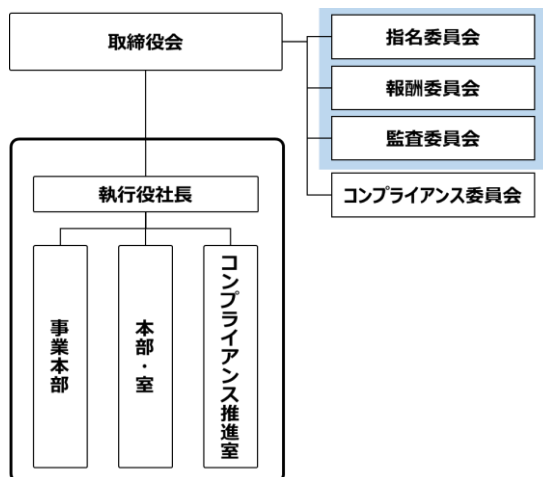 取締役会
指名委員会
報酬委員会
監査委員会
コンプライアンス委員会
執行役社長
事業本部
本部・室
コンプライアンス推進室